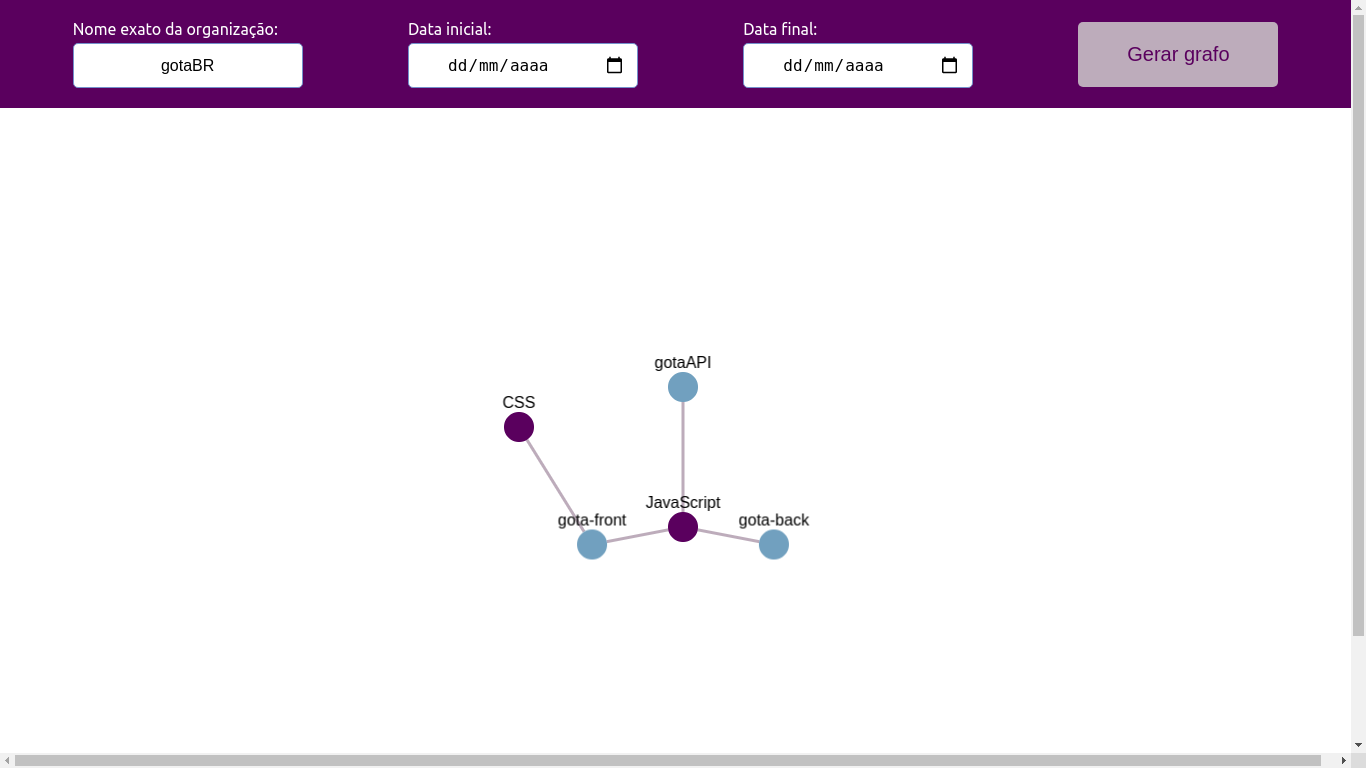 Nome exato da organização:
gotaBR
Data inicial:
dd/mm/aaaa
Data final:
dd/mm/aaaa
Gerar grafo
gotaAPI
CSS
JavaScript
gota-front
gota-back